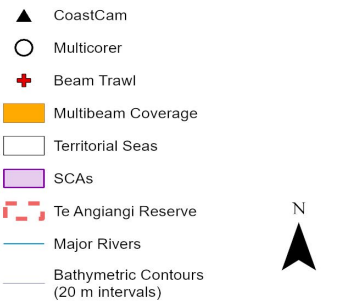 CoastCam
Multicorer
Beam Trawl
Multibeam Coverage
Territorial Seas
SCAs
Te Angiangi Reserve
N
Major Rivers
Bathymetric Contours
(20 m intervals)